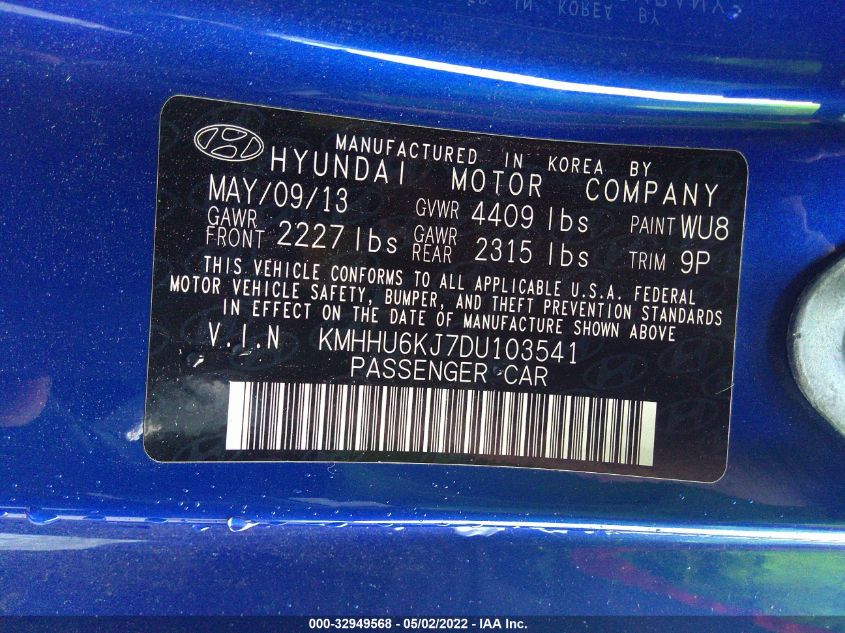 IN KOREA BY
MANUFACTURED IN KOREA BY
HYUNDAI MOTOR COMPANY
MAY/09/13 GVWR 4409 lbs PAINT WU8
GAWR FRONT 2227 lbs GAWR REAR 2315 lbs TRIM 9P
THIS VEHICLE CONFORMS TO ALL APPLICABLE U.S.A. FEDERAL
MOTOR VEHICLE SAFETY, BUMPER, AND THEFT PREVENTION STANDARDS
IN EFFECT ON THE DATE OF MANUFACTURE SHOWN ABOVE
V.I.N KMHHU6KJ7DU103541
PASSENGER CAR
000-32949568 - 05/02/2022 - IAA Inc.